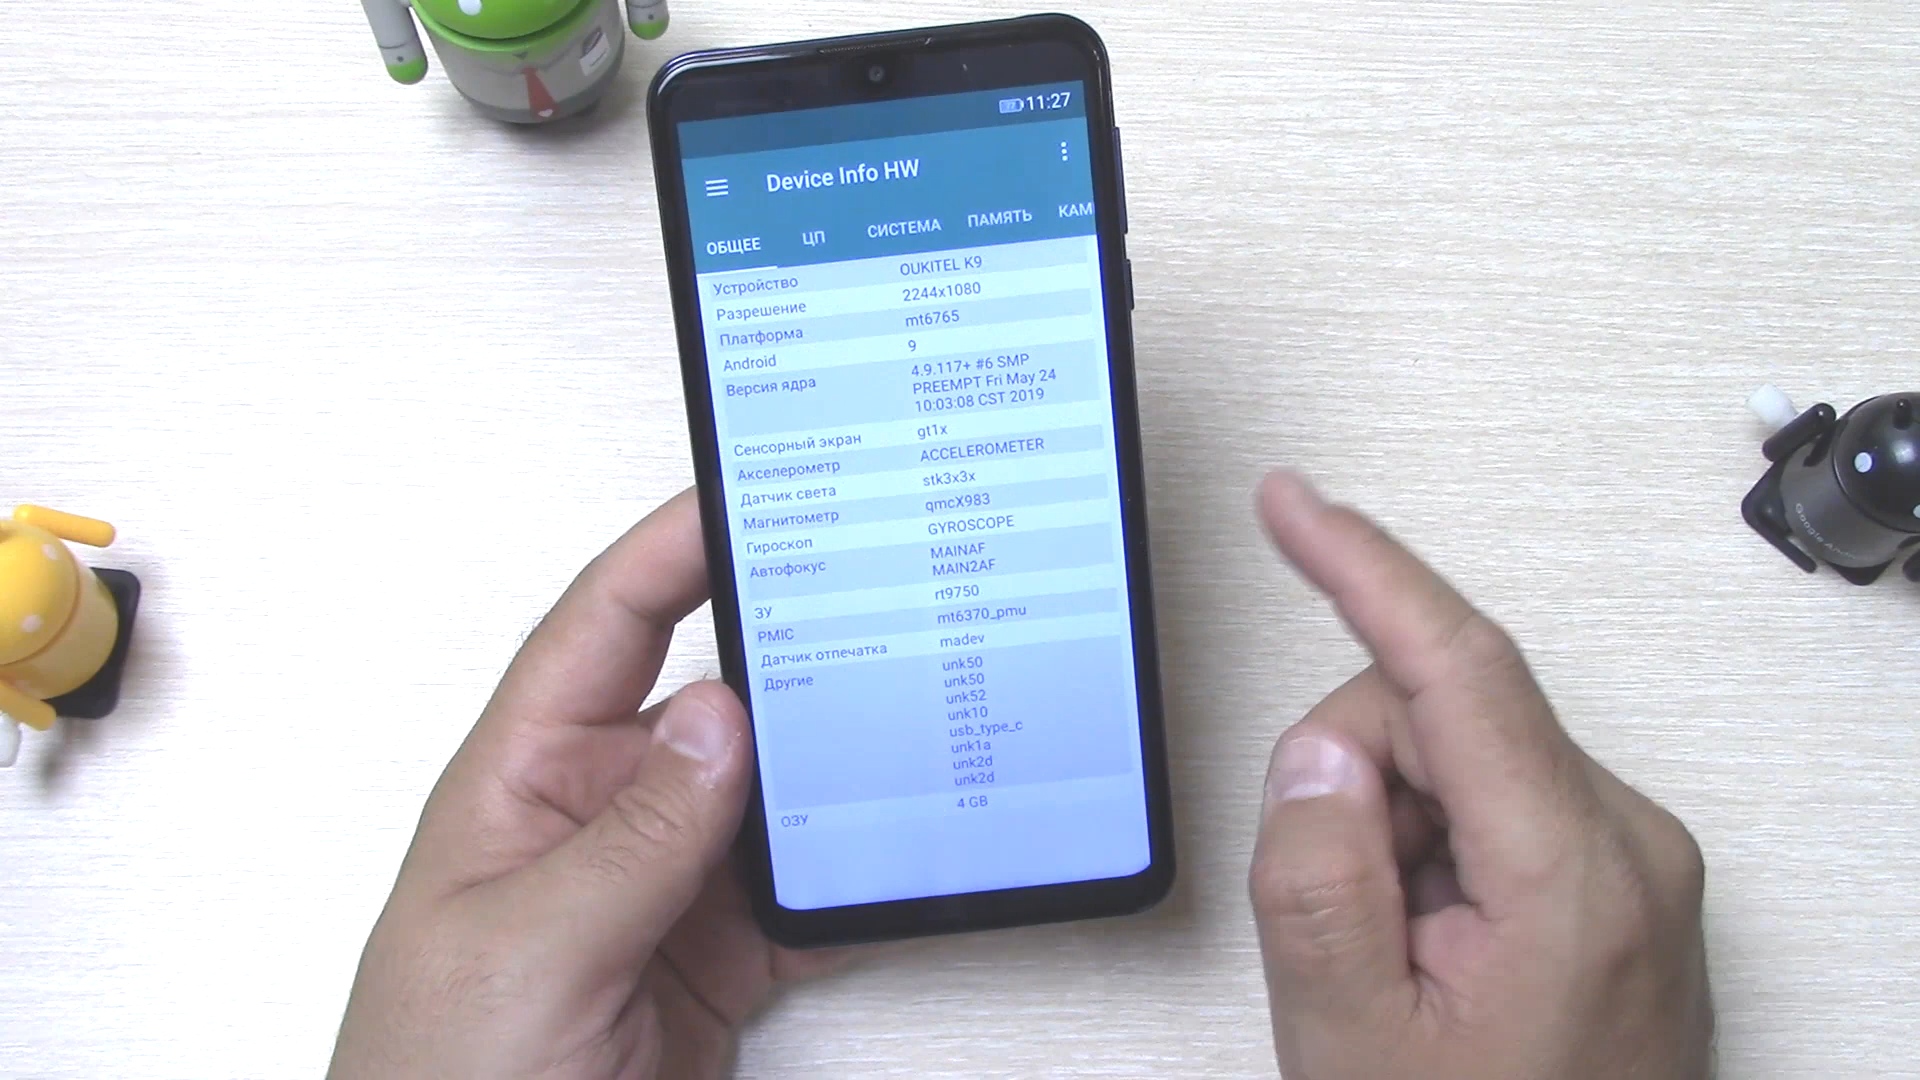 11:27
Device Info HW
ОБЩЕЕ ЦП СИСТЕМА ПАМЯТЬ КАМ
Устройство OUKITEL K9
Разрешение 2244x1080
Платформа mt6765
Android 9
Версия ядра 4.9.117+ #6 SMP
PREEMPT Fri May 24
10:03:08 CST 2019
Сенсорный экран gt1x
Акселерометр ACCELEROMETER
Датчик света stk3x3x
Магнитометр qmcX983
Гироскоп GYROSCOPE
Автофокус MAINAF
MAIN2AF
ЗУ rt9750
PMIC mt6370_pmu
Датчик отпечатка madev
Другие unk50
unk50
unk52
unk10
usb_type_c
unk1a
unk2d
unk2d
ОЗУ 4 GB
Google